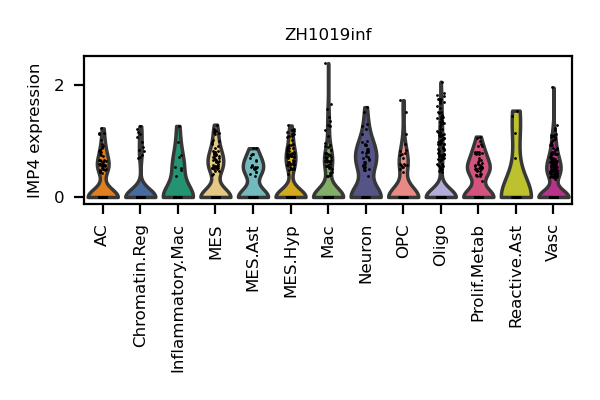 ZH1019inf
IMP4 expression
2
0
AC
Chromatin.Reg
Inflammatory.Mac
MES
MES.Ast
MES.Hyp
Mac
Neuron
OPC
Oligo
Prolif.Metab
Reactive.Ast
Vasc